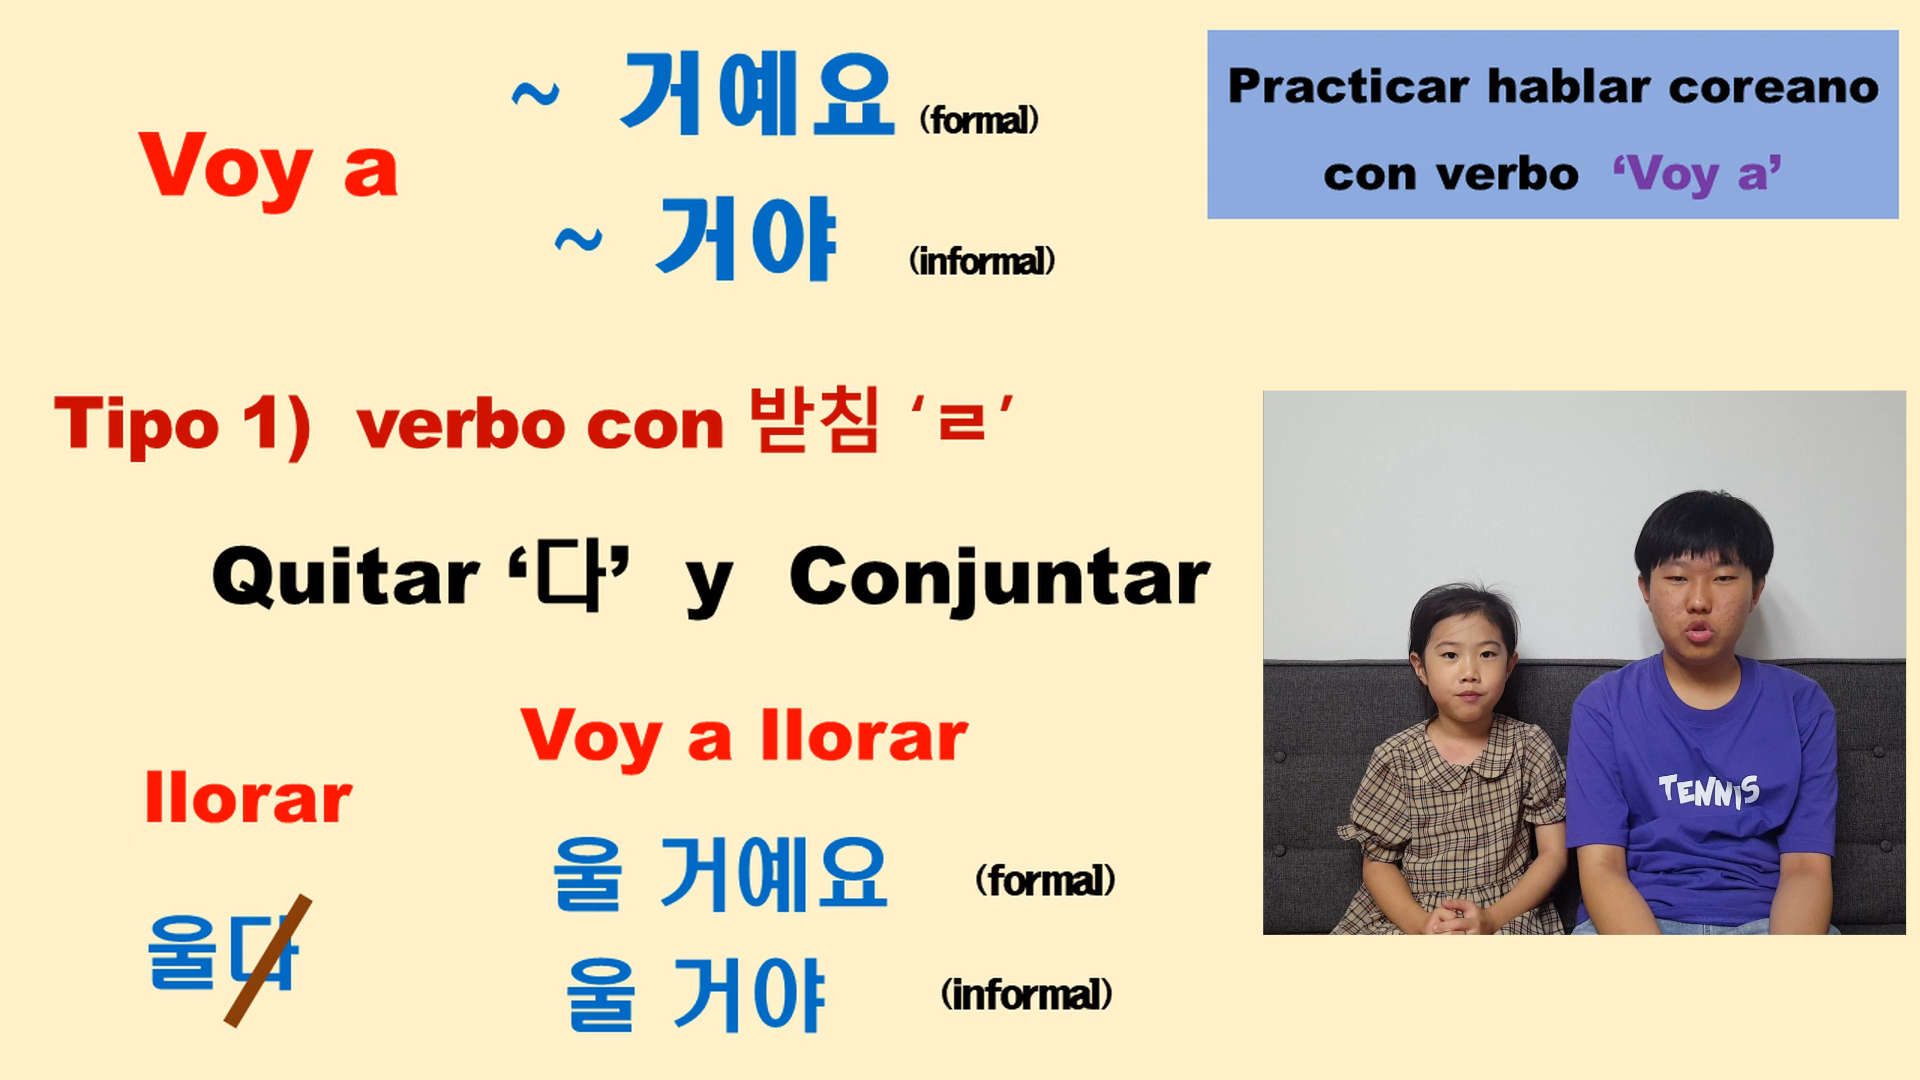 Voy a
~ 거예요 (formal)
~ 거야 (informal)
Practicar hablar coreano
con verbo ‘Voy a’
Tipo 1) verbo con 받침 ‘ㄹ’
Quitar ‘다’ y Conjuntar
llorar
울다
Voy a llorar
울 거예요 (formal)
울 거야 (informal)
TENNIS